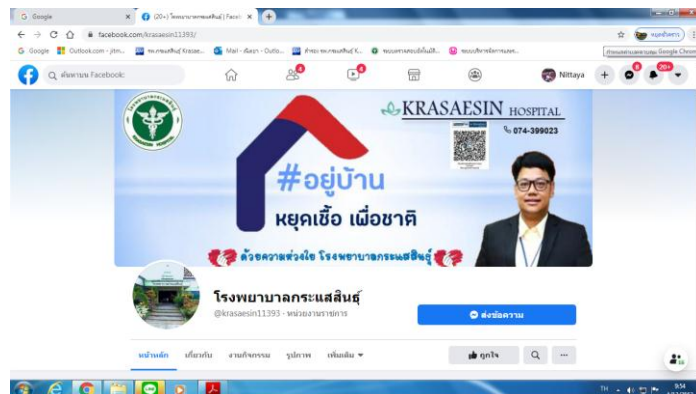 Google
(20+) โรงพยาบาลกระแสสินธุ์ | Faceb
facebook.com/krasaesin11393/
Google
Outlook.com - jitm...
ค้นหาบน Facebook
Nittaya
20+
KRASAESIN HOSPITAL
074-399023
#อยู่บ้าน
หยุดเชื้อ เพื่อชาติ
ด้วยความห่วงใย โรงพยาบาลกระแสสินธุ์
โรงพยาบาลกระแสสินธุ์
@krasaesin11393 · หน่วยงานราชการ
ส่งข้อความ
หน้าหลัก เกี่ยวกับ งานกิจกรรม รูปภาพ เพิ่มเติม
ถูกใจ
TH
9:54